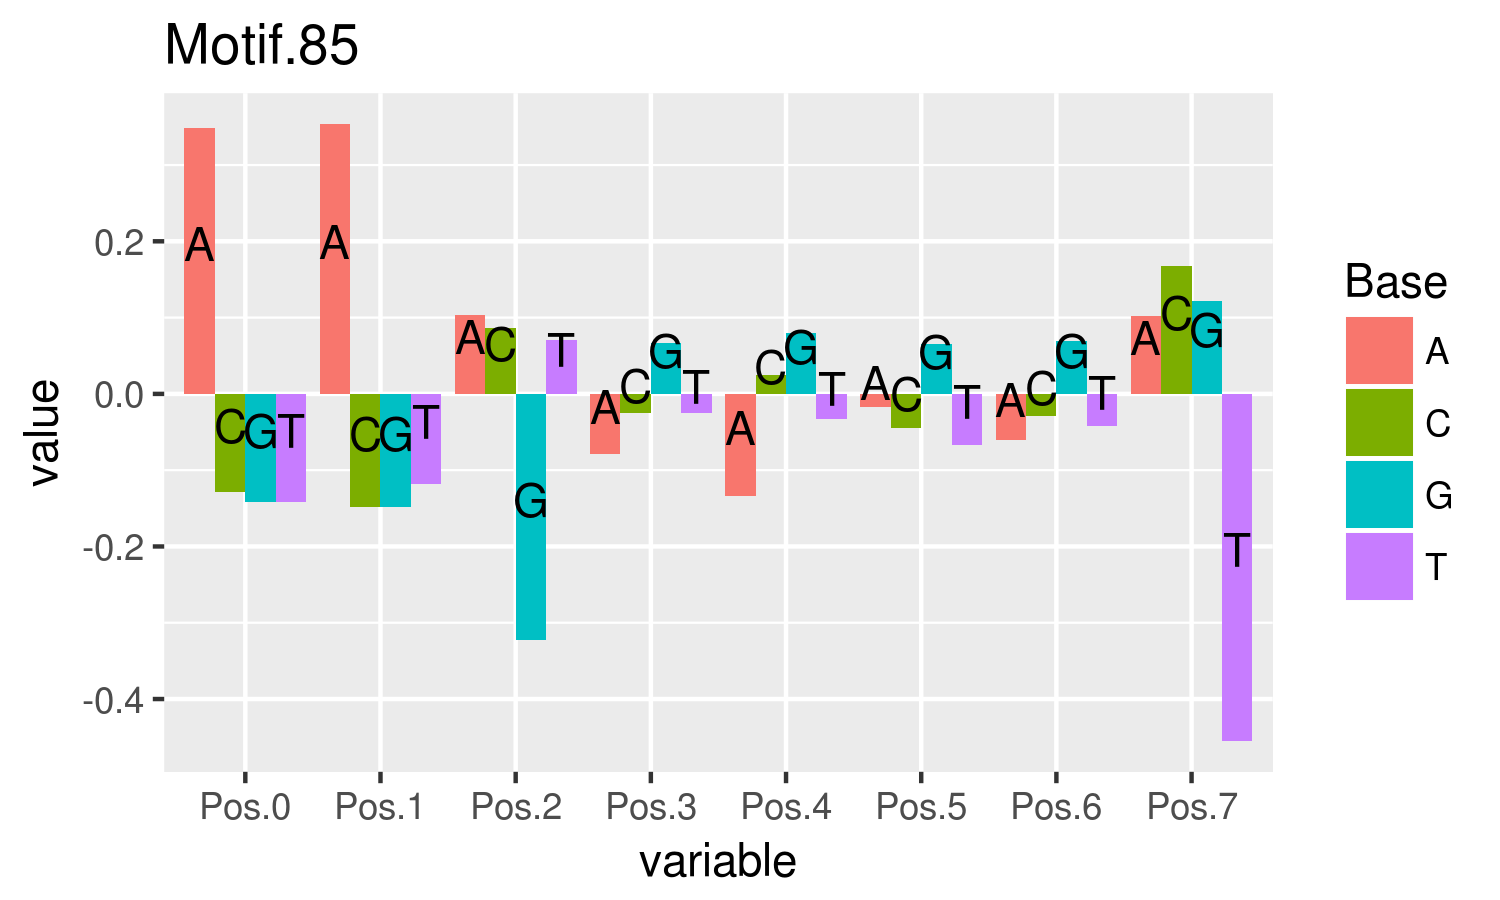 Motif.85
value
0.2
0.0
-0.2
-0.4
A C G T A C G T A C G T A C G T A C G T A C G T A C G T A C G T
Pos.0 Pos.1 Pos.2 Pos.3 Pos.4 Pos.5 Pos.6 Pos.7
variable
Base
A
C
G
T